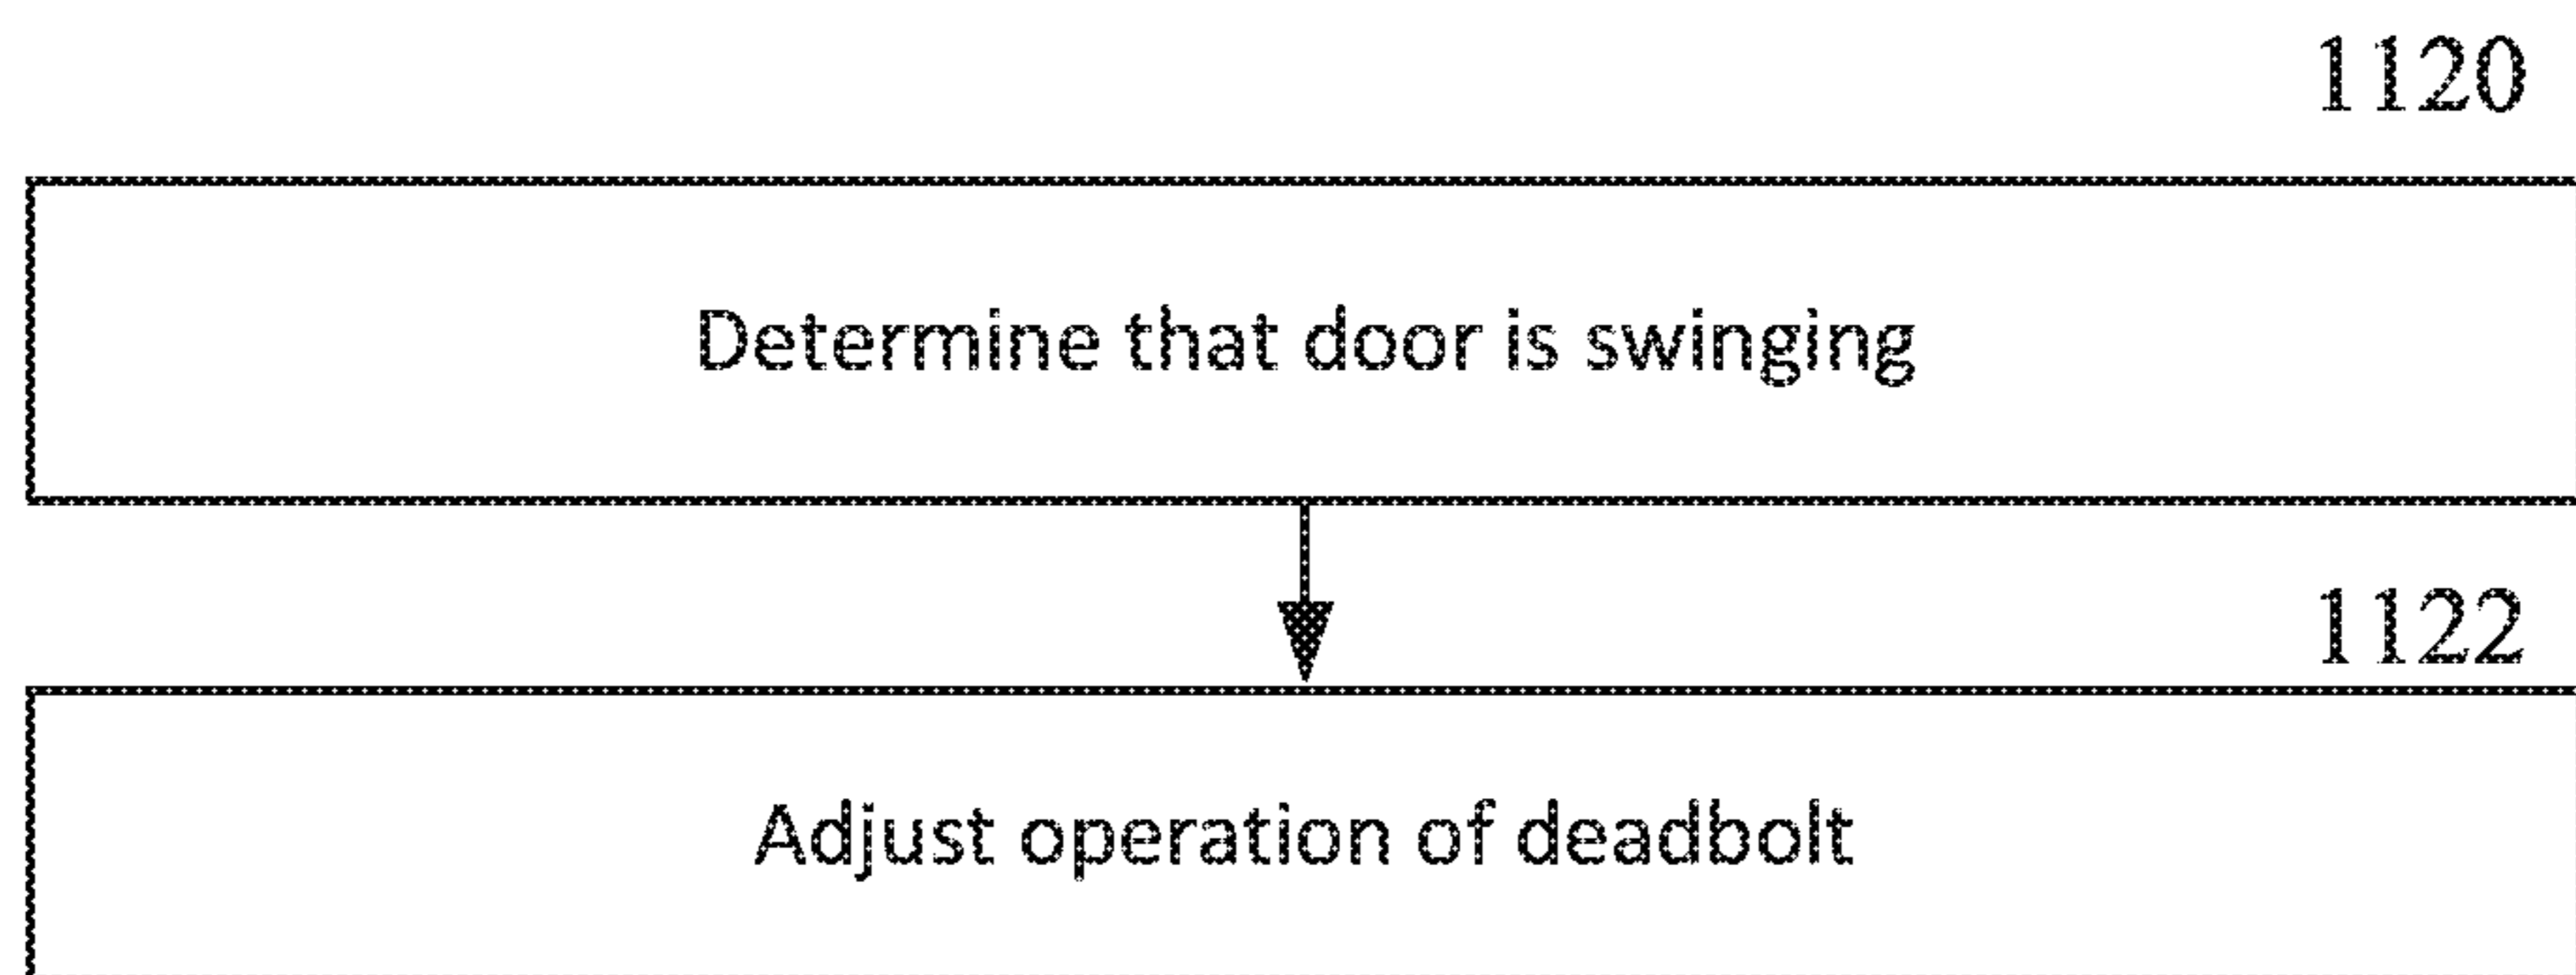 1120
Determine that door is swinging
1122
Adjust operation of deadbolt